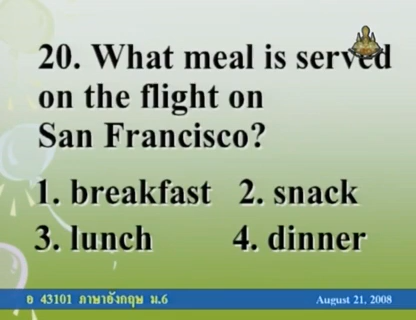 20. What meal is served
on the flight on
San Francisco?
1. breakfast 2. snack
3. lunch 4. dinner
อ 43101 ภาษาอังกฤษ ม.6 August 21, 2008